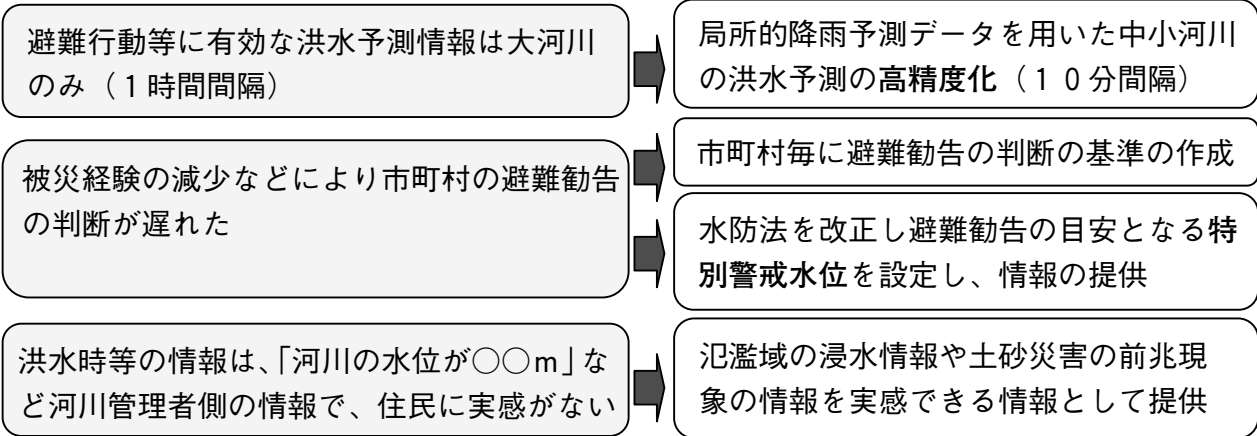 避難行動等に有効な洪水予測情報は大河川
のみ（１時間間隔）
局所的降雨予測データを用いた中小河川
の洪水予測の高精度化（１０分間隔）
被災経験の減少などにより市町村の避難勧告
の判断が遅れた
市町村毎に避難勧告の判断の基準の作成
水防法を改正し避難勧告の目安となる特
別警戒水位を設定し、情報の提供
洪水時等の情報は、「河川の水位が○○ｍ」な
ど河川管理者側の情報で、住民に実感がない
氾濫域の浸水情報や土砂災害の前兆現
象の情報を実感できる情報として提供